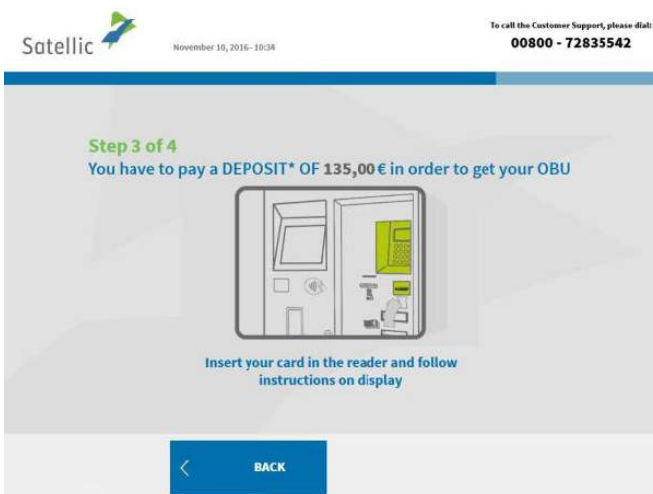 Satellic
November 10, 2016- 10:34
To call the Customer Support, please dial:
00800 - 72835542
Step 3 of 4
You have to pay a DEPOSIT* OF 135,00 € in order to get your OBU
Insert your card in the reader and follow
instructions on display
BACK